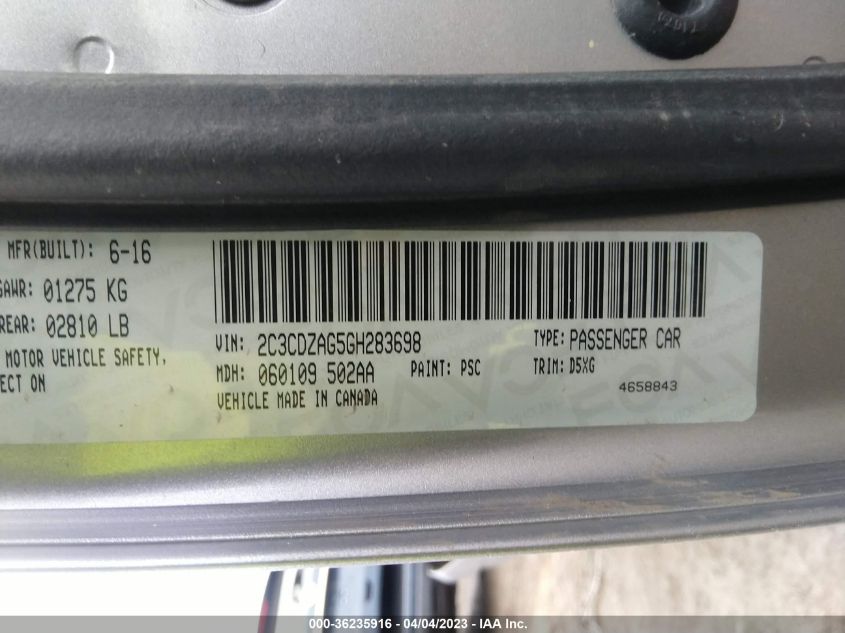 MFR(BUILT): 6-16
GAWR: 01275 KG
REAR: 02810 LB
MOTOR VEHICLE SAFETY,
ECT ON
VIN: 2C3CDZAG5GH283698 TYPE: PASSENGER CAR
MDH: 060109 502AA PAINT: PSC TRIM: D5XG
VEHICLE MADE IN CANADA 4658843
000-36235916 - 04/04/2023 - IAA Inc.